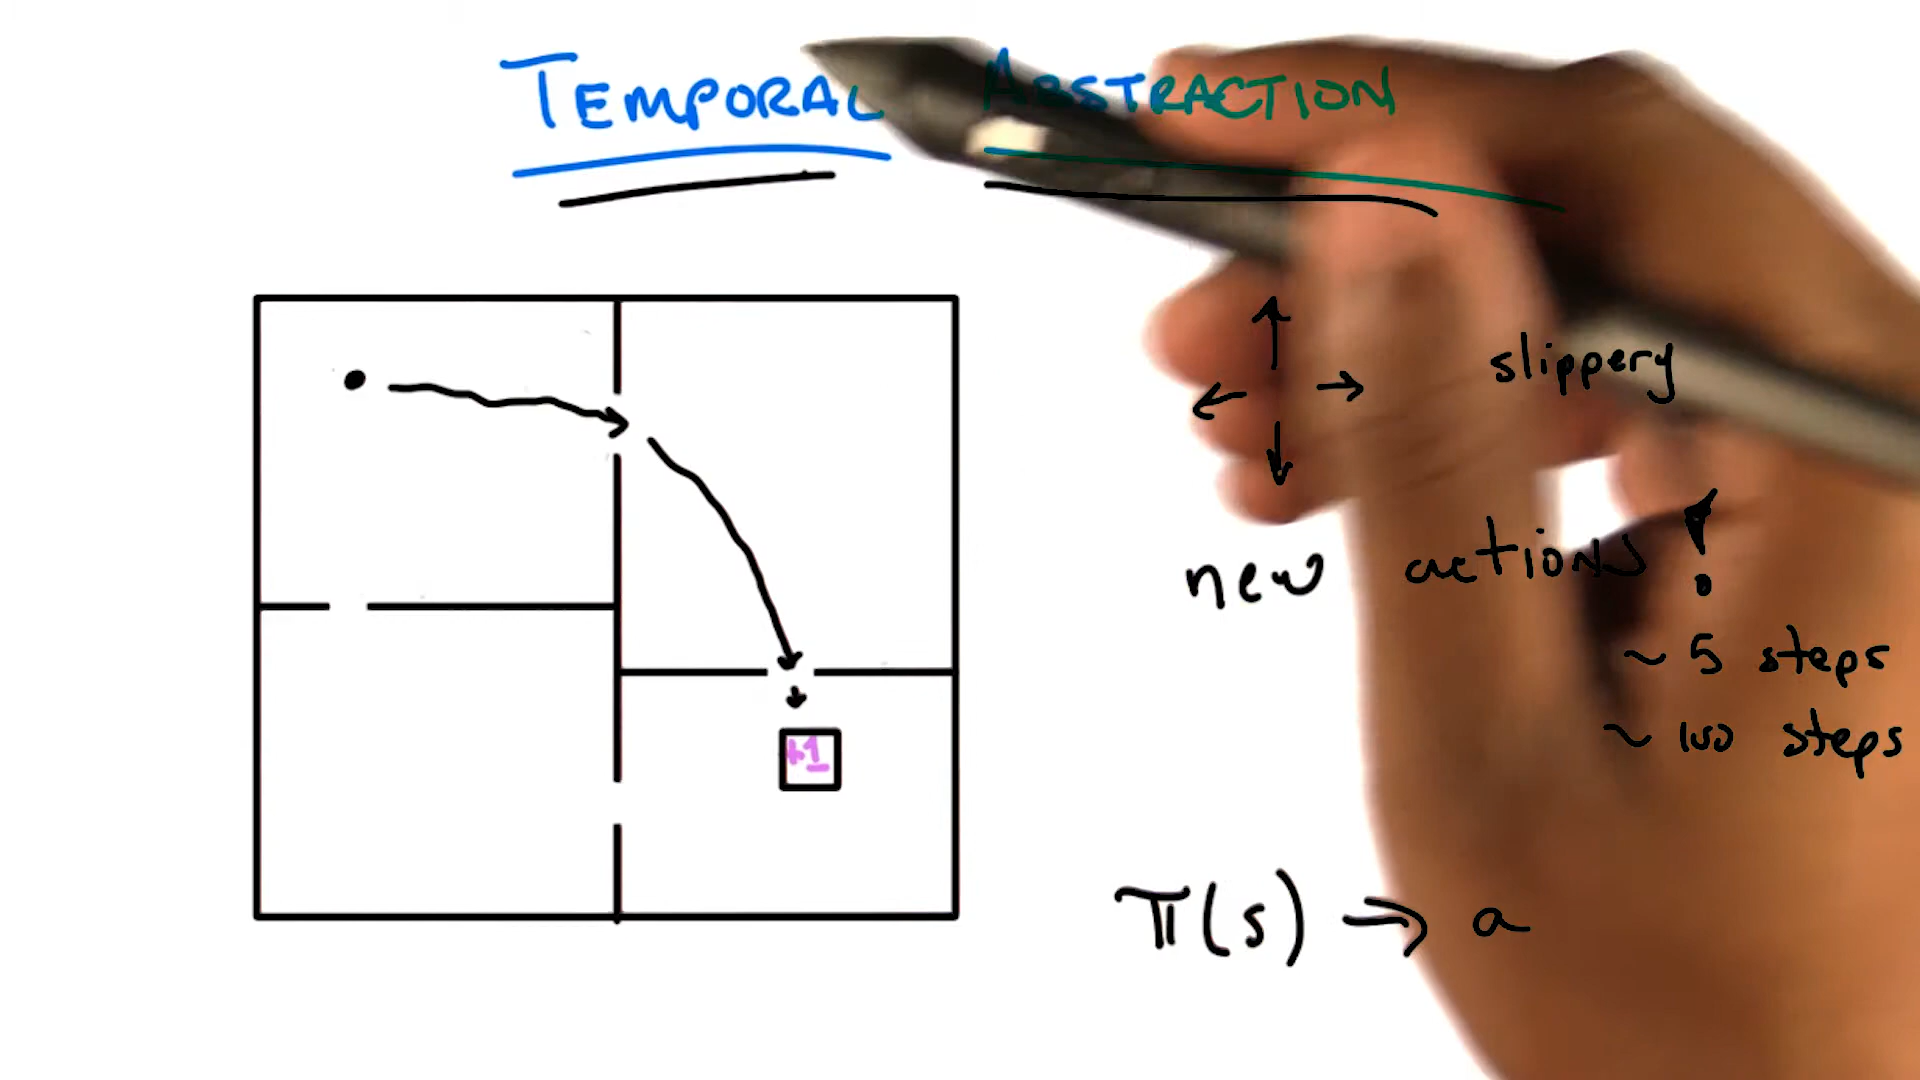 TEMPORAL ABSTRACTION
slippery
new actions!
~ 5 steps
~ 100 steps
+1
π(s) → a